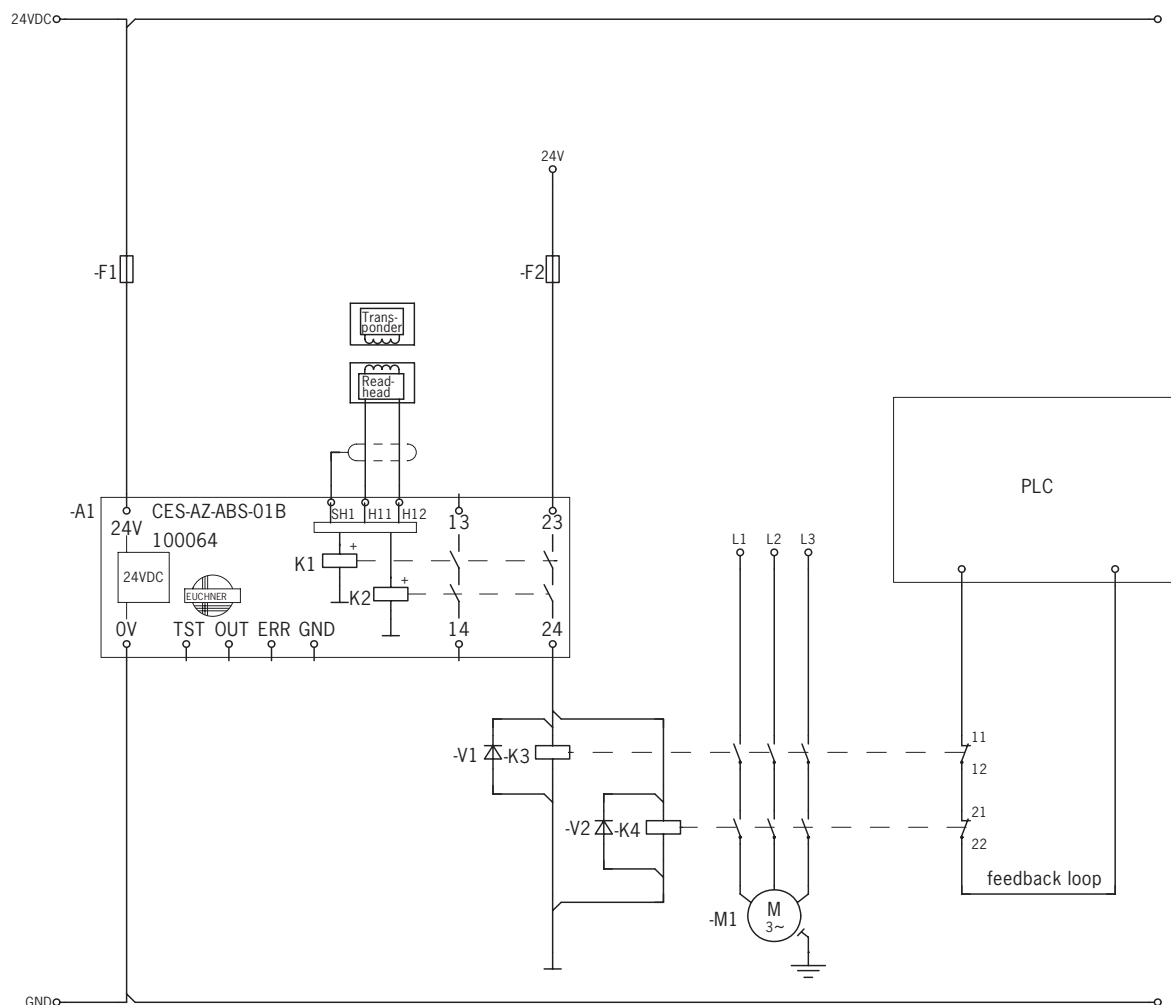 24VDC
24V
-F1
-F2
Trans-
ponder
Read-
head
PLC
-A1
24V
CES-AZ-ABS-01B
100064
SH1
H11
H12
13
23
24VDC
EUCHNER
K1
+
K2
+
0V
TST
OUT
ERR
GND
14
24
L1
L2
L3
-V1
-K3
11
12
-V2
-K4
21
22
feedback loop
-M1
M
3~
GND